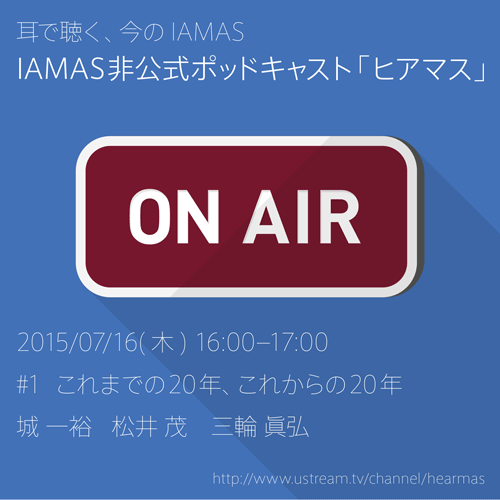 耳で聴く、今の IAMAS
IAMAS非公式ポッドキャスト「ヒアマス」
ON AIR
2015/07/16(木) 16:00–17:00
#1 これまでの20年、これからの20年
城 一裕 松井 茂 三輪 眞弘
http://www.ustream.tv/channel/hearmas